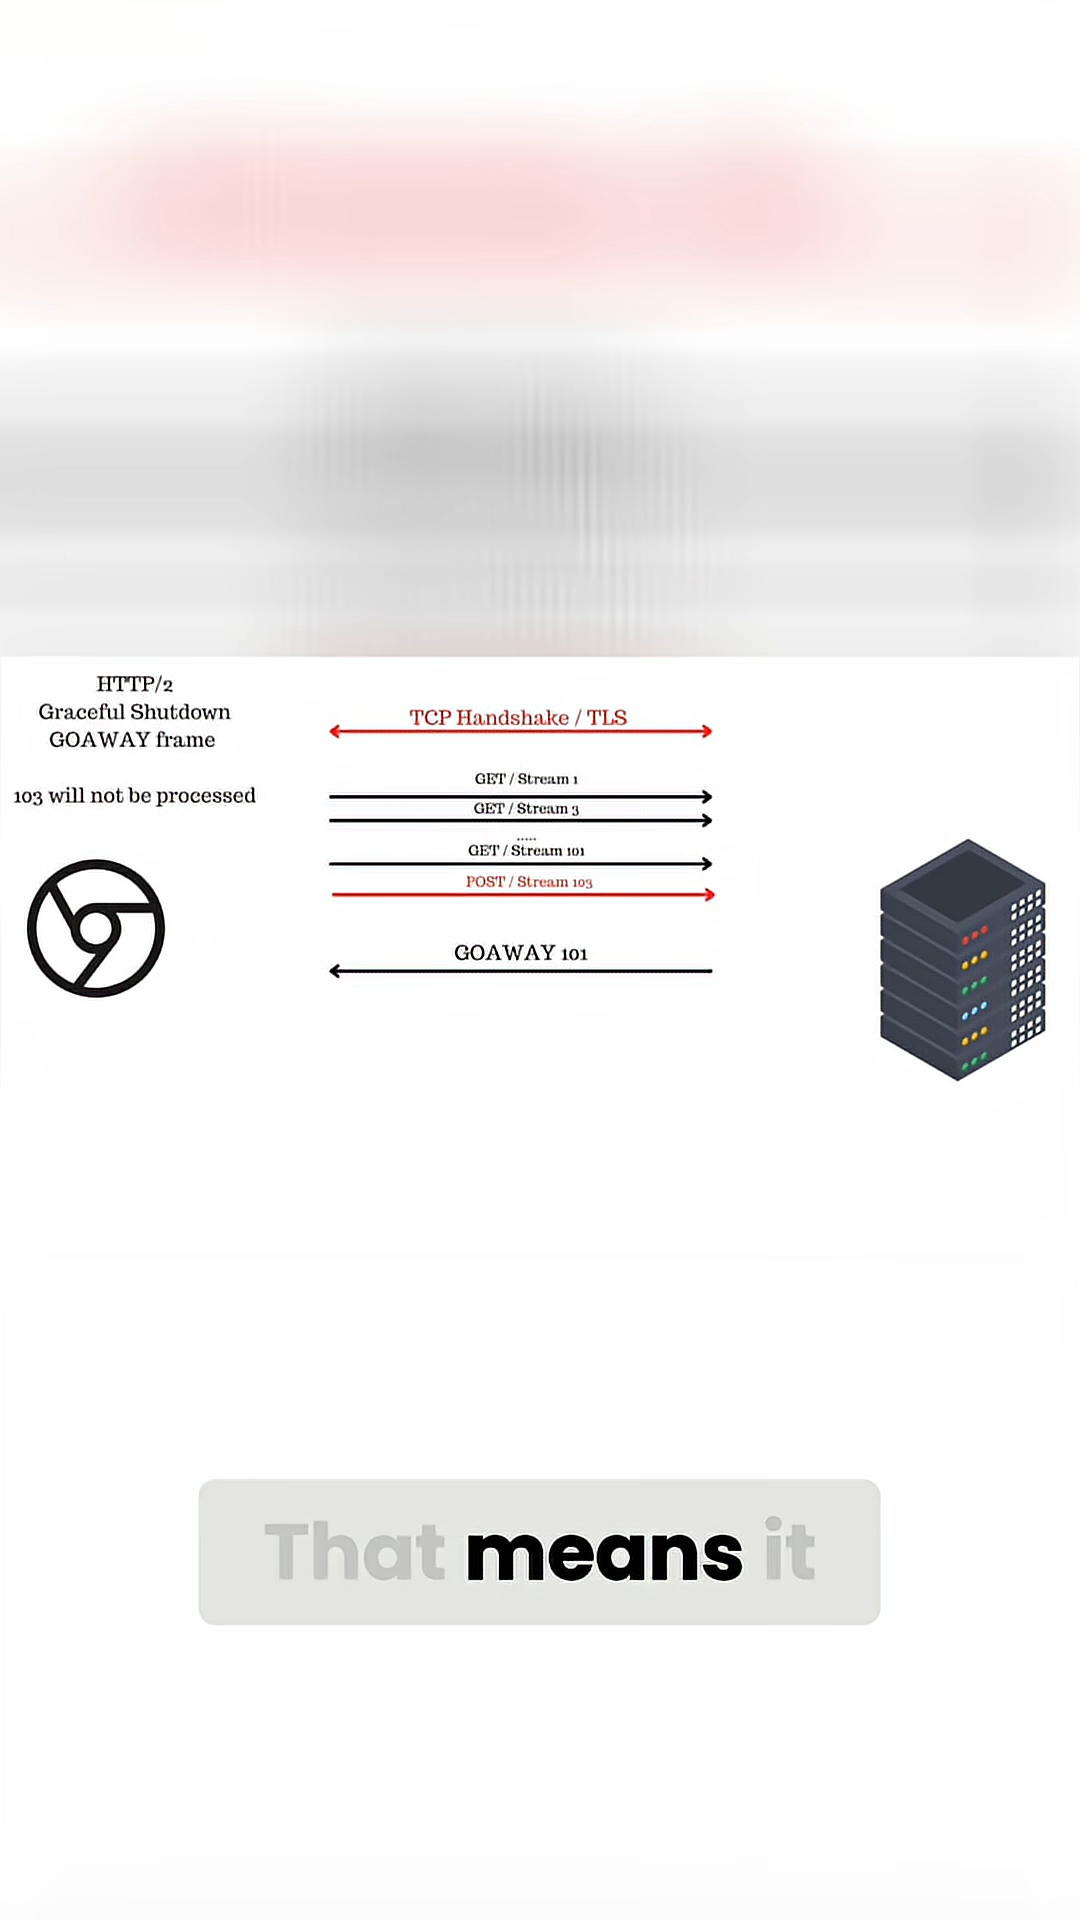 HTTP/2
Graceful Shutdown
GOAWAY frame
103 will not be processed
TCP Handshake / TLS
GET / Stream 1
GET / Stream 3
.....
GET / Stream 101
POST / Stream 103
GOAWAY 101
That means it